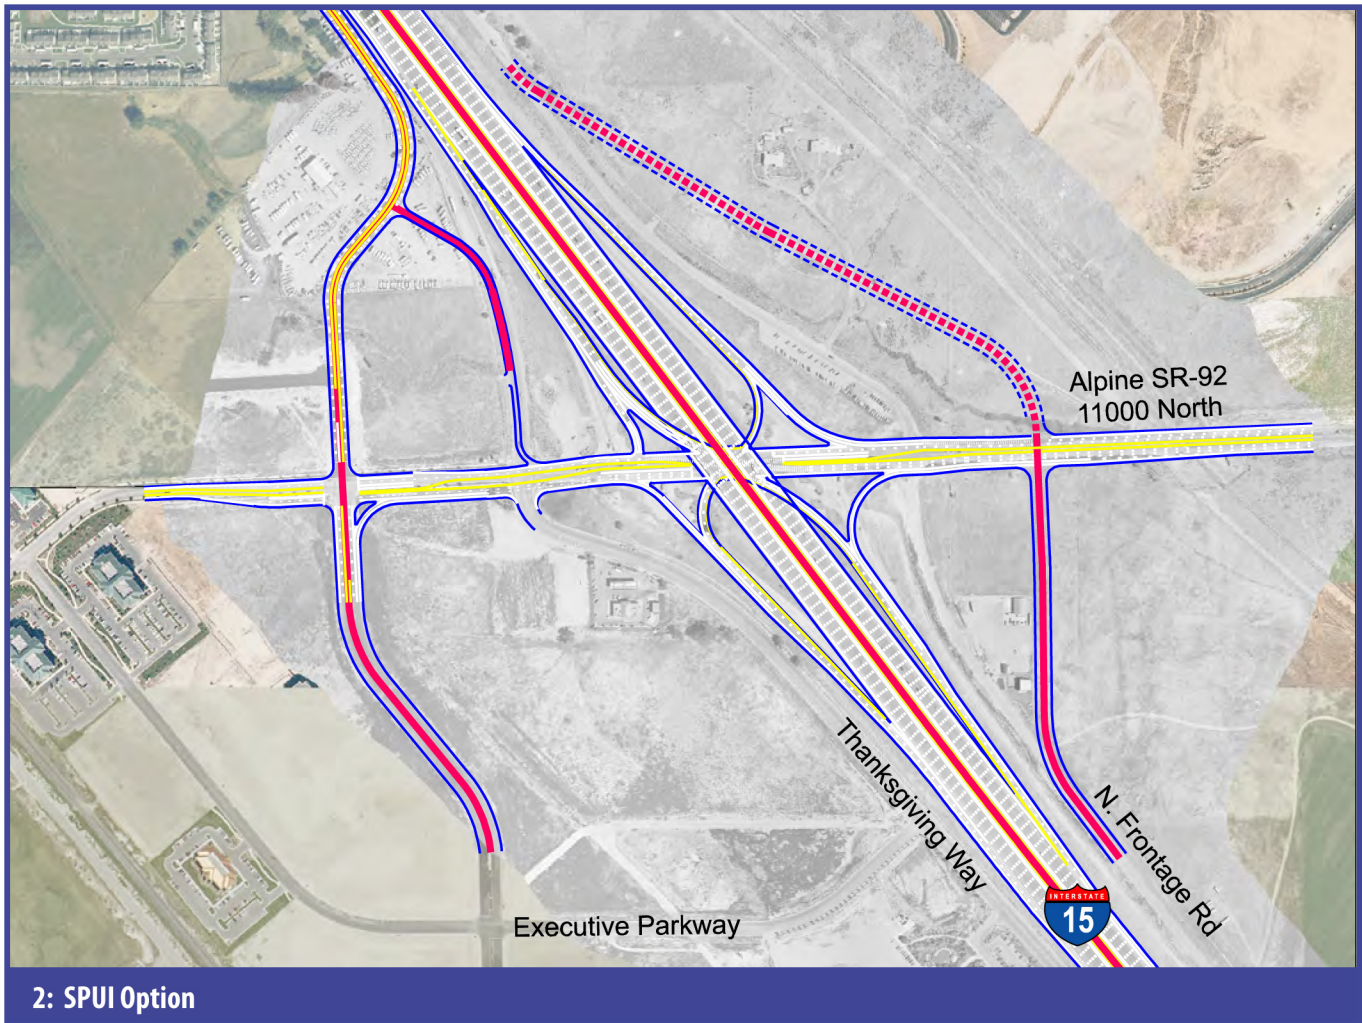 Alpine SR-92
11000 North
Thanksgiving Way
N. Frontage Rd
INTERSTATE
15
Executive Parkway
2: SPUI Option